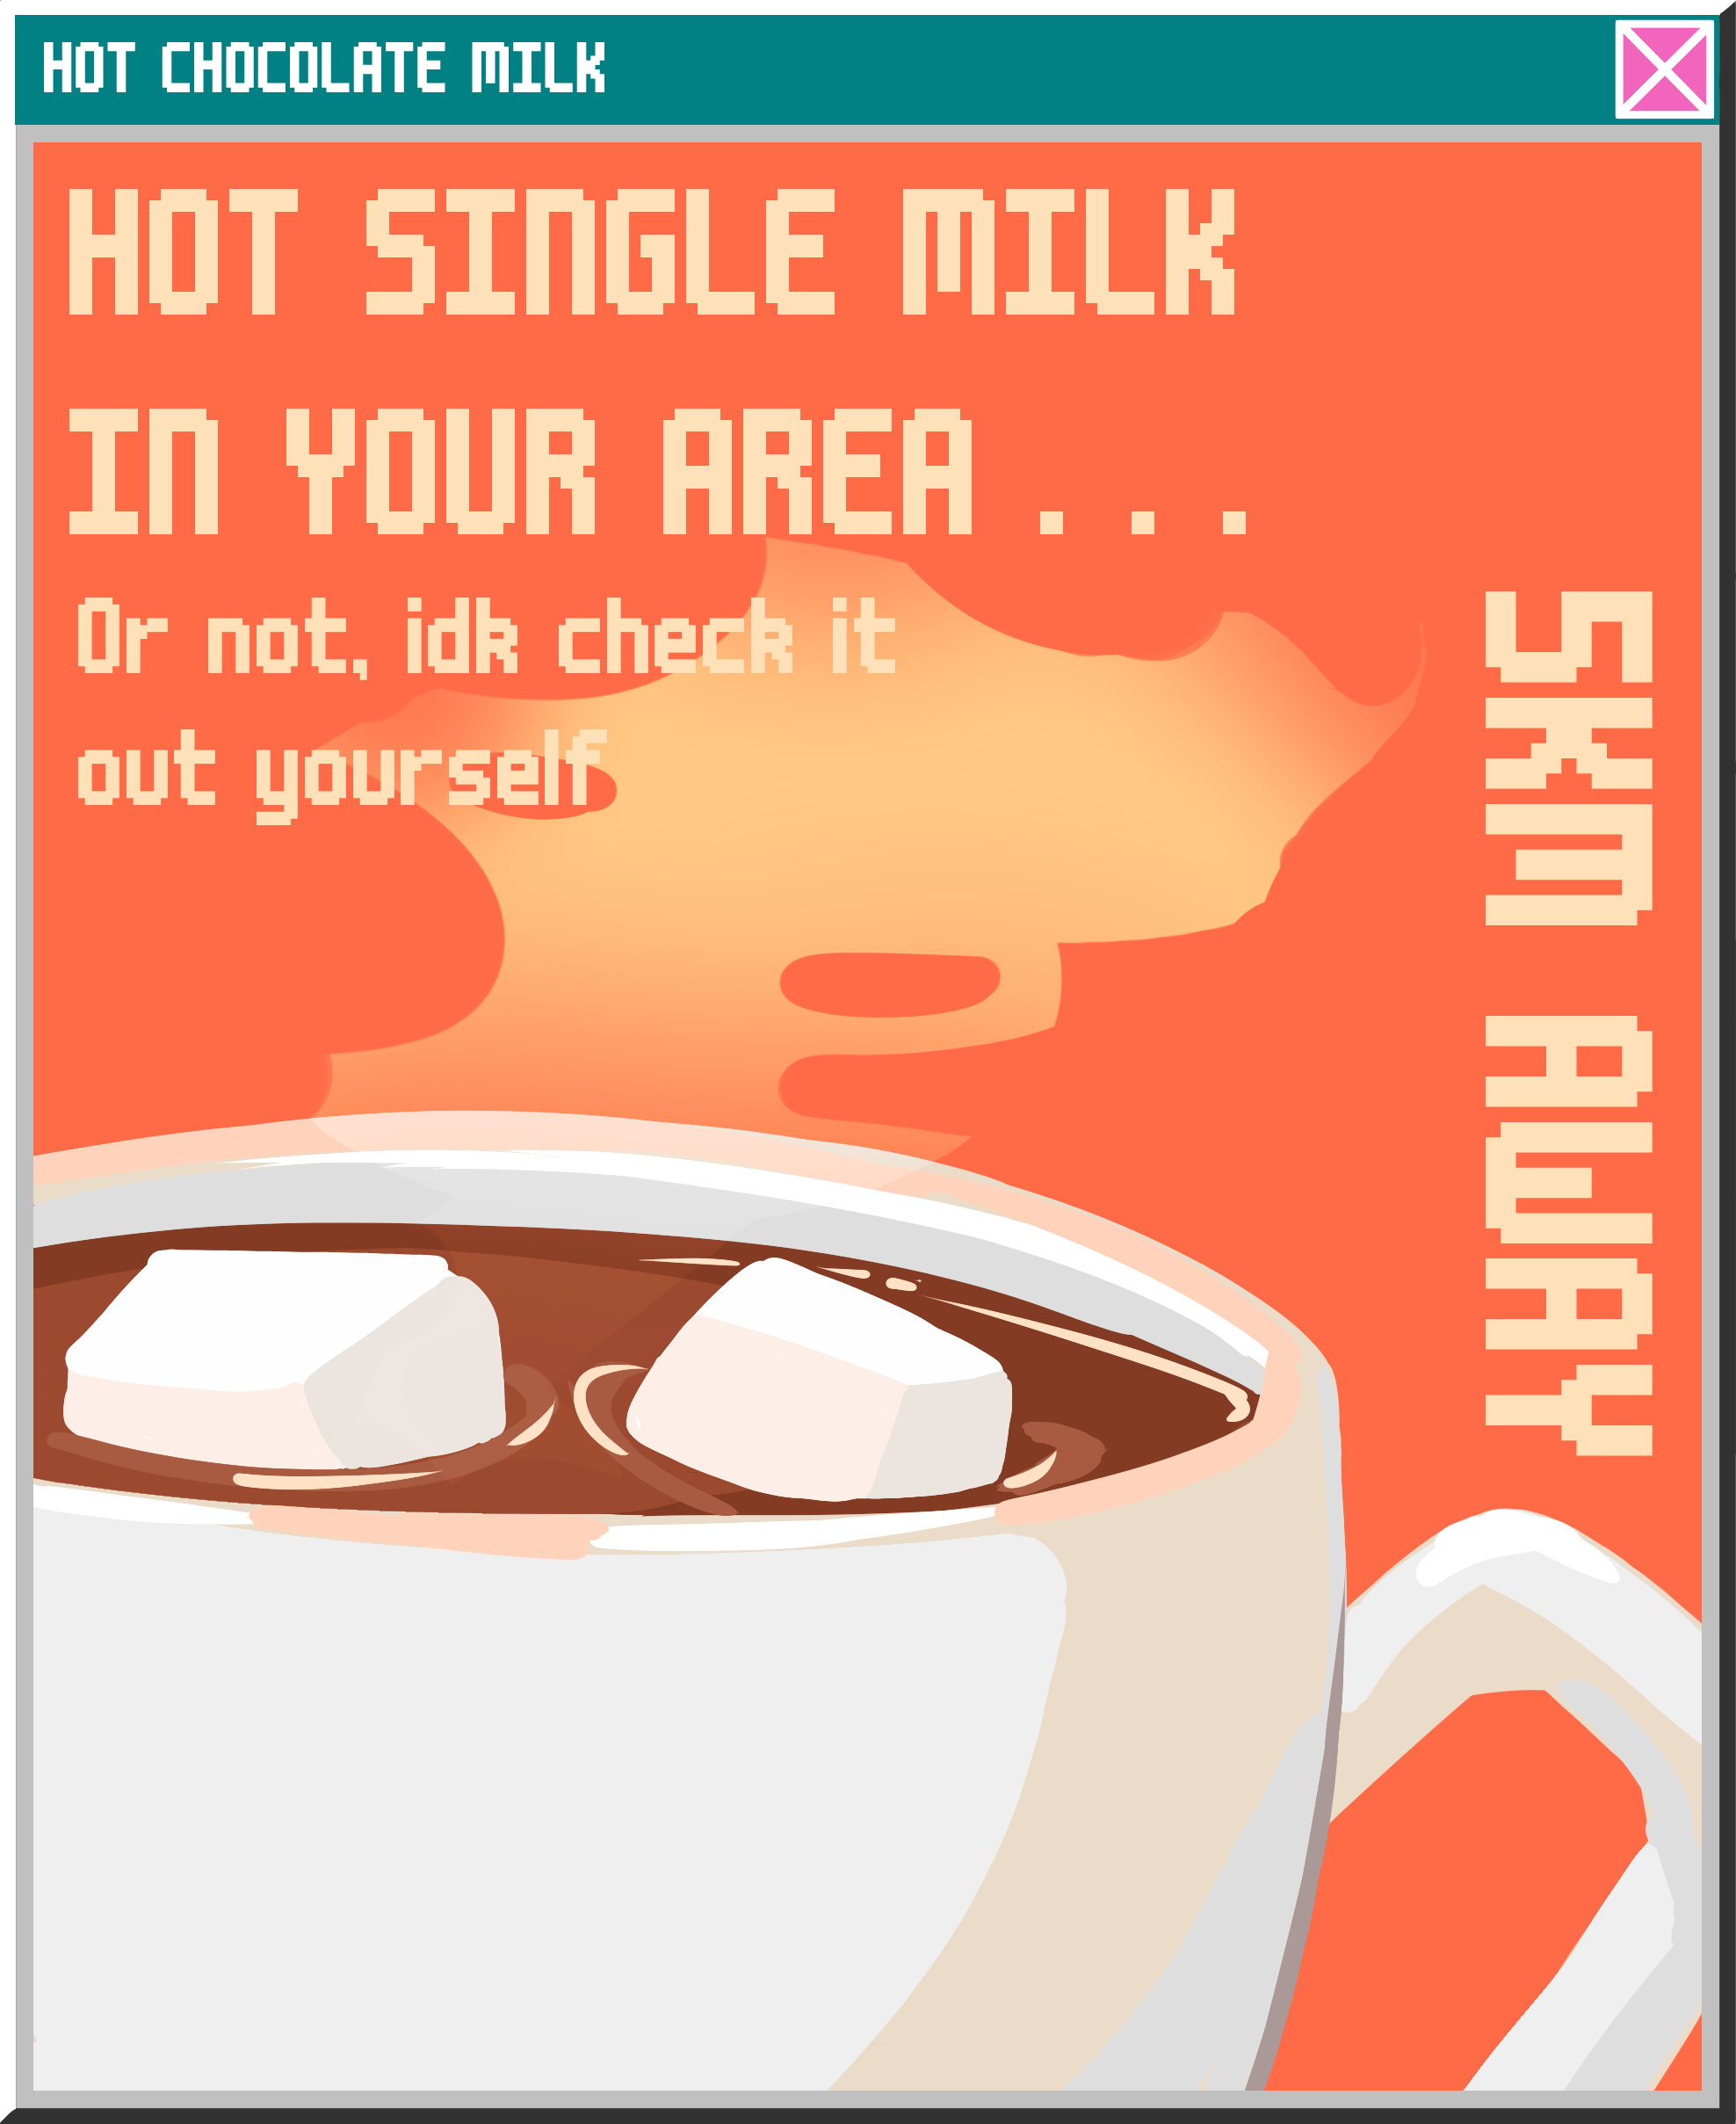 HOT CHOCOLATE MILK
HOT SINGLE MILK
IN YOUR AREA...
Or not, idk check it
out yourself
5KM AWAY